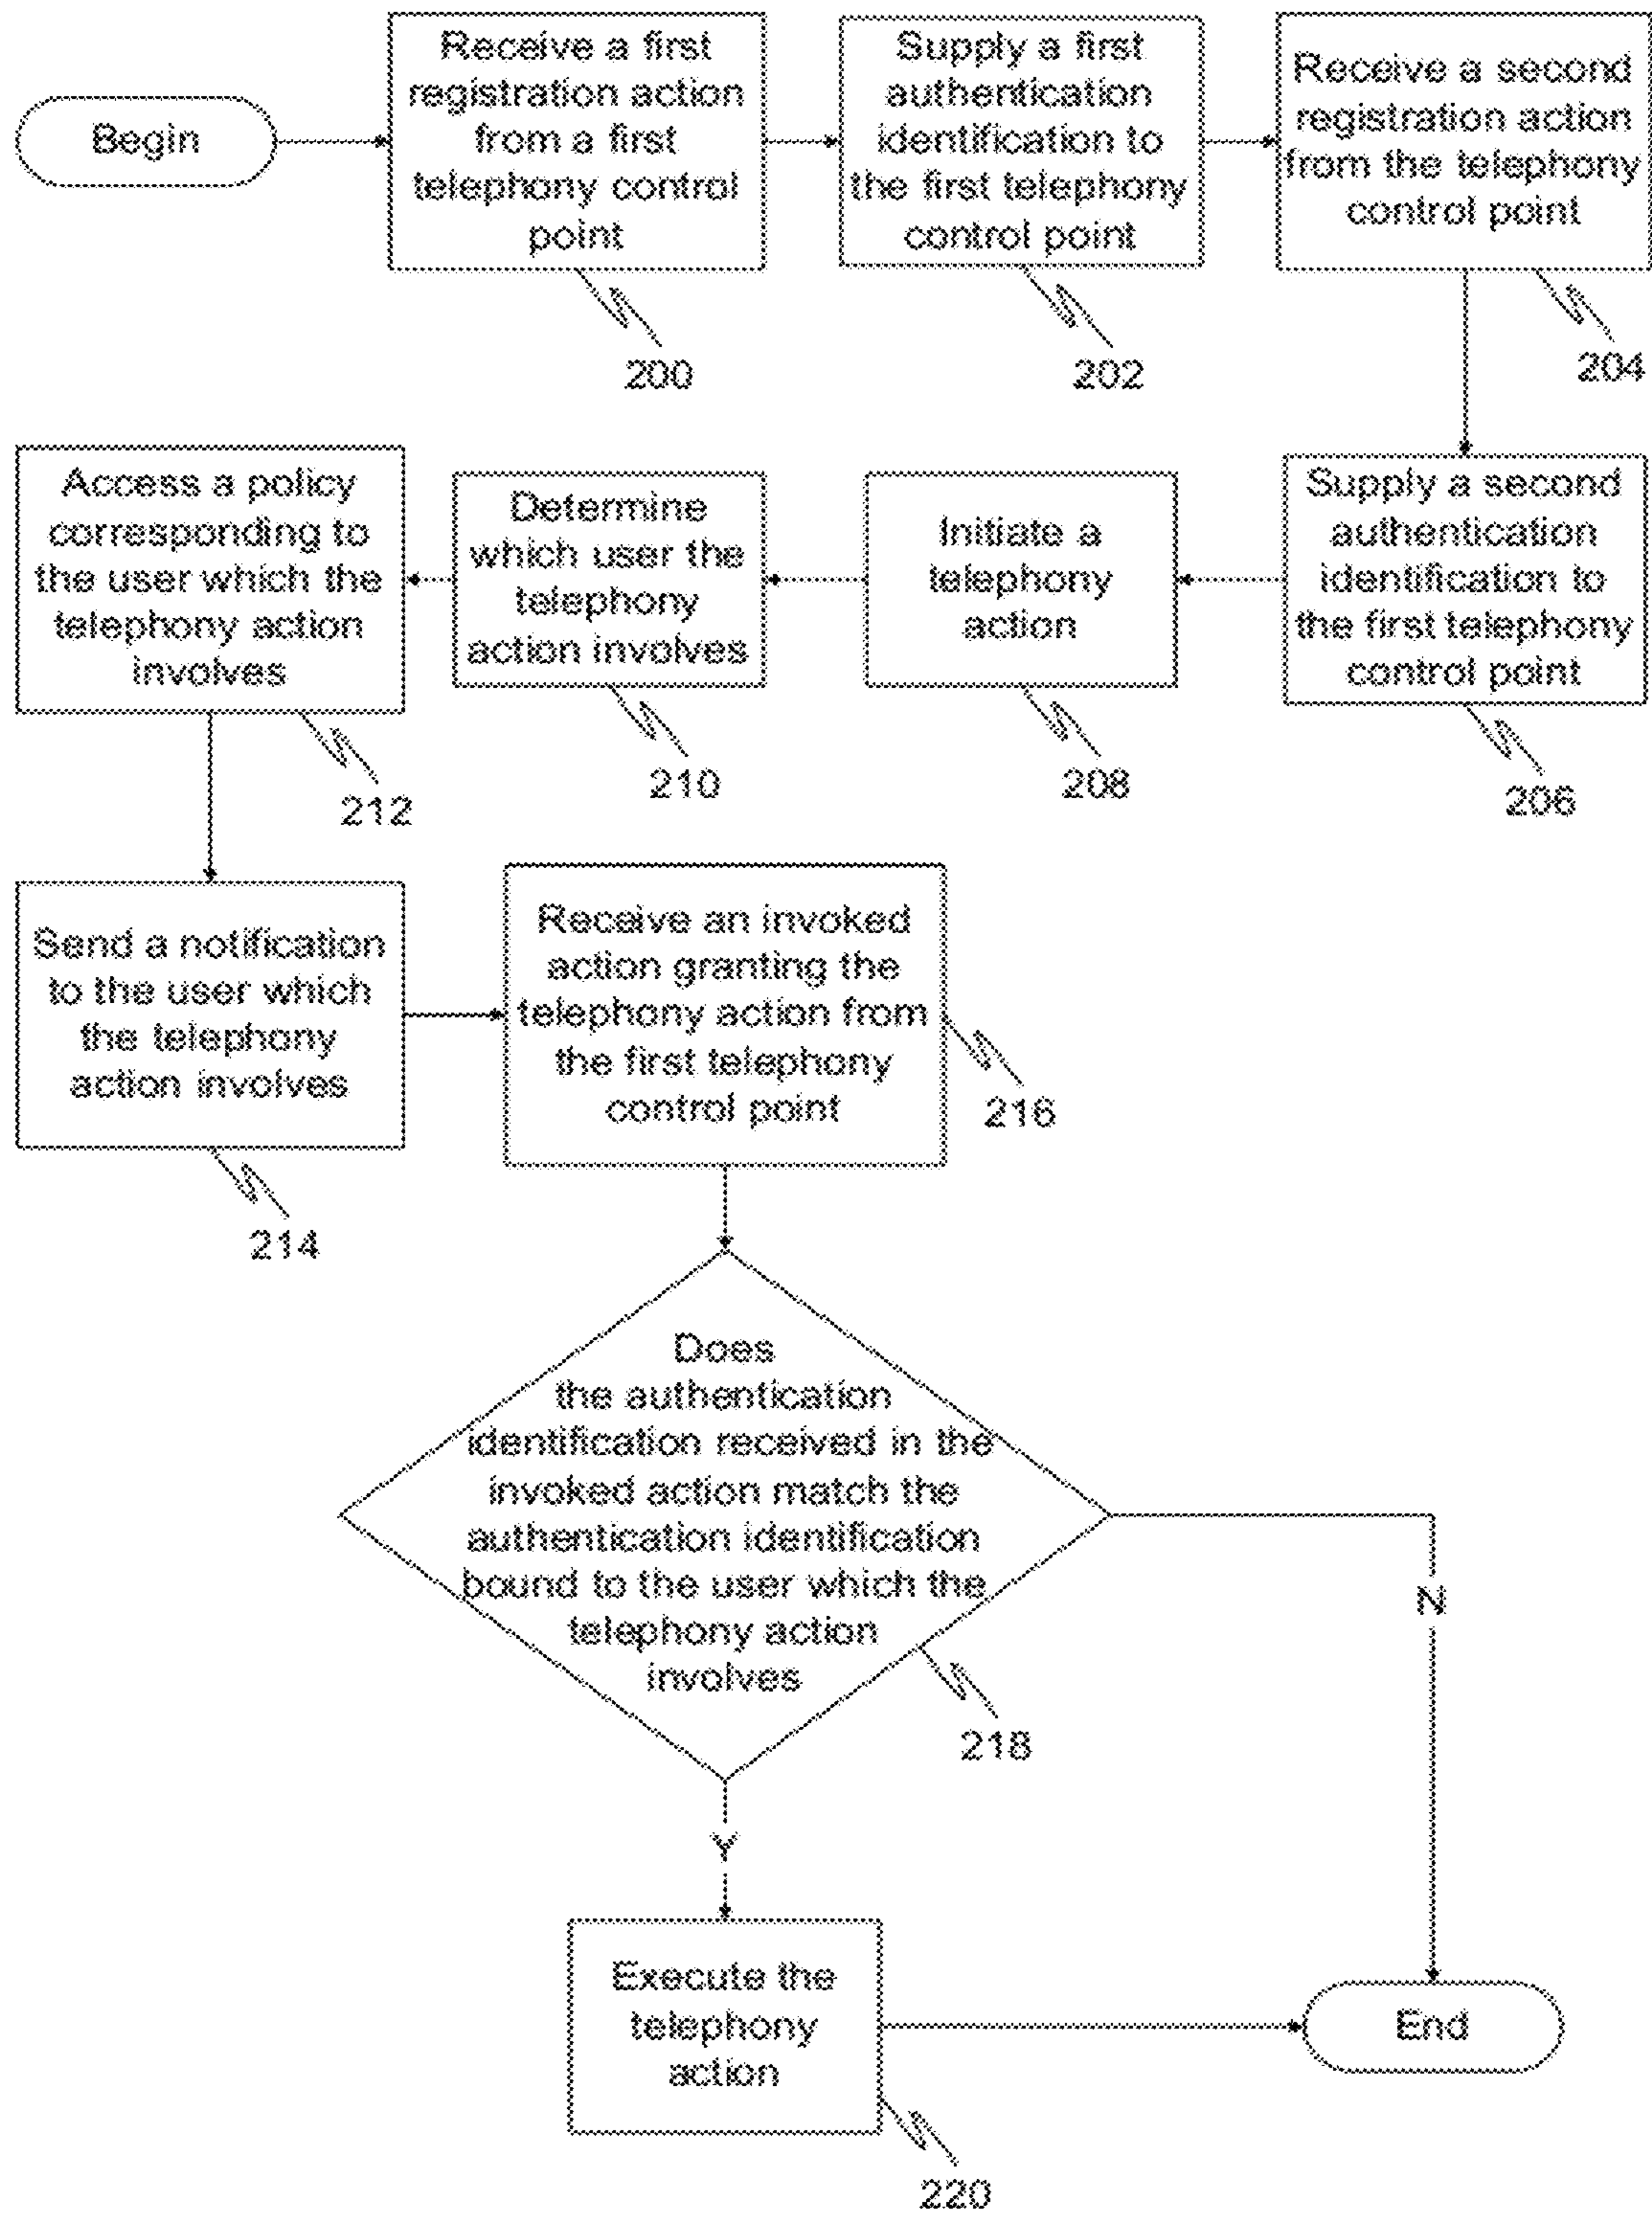 Begin
Receive a first
registration action
from a first
telephony control
point
200
Supply a first
authentication
identification to
the first telephony
control point
202
Receive a second
registration action
from the telephony
control point
204
Supply a second
authentication
identification to
the first telephony
control point
206
Initiate a
telephony
action
208
Determine
which user the
telephony
action involves
210
Access a policy
corresponding to
the user which the
telephony action
involves
212
Send a notification
to the user which
the telephony
action involves
214
Receive an invoked
action granting the
telephony action from
the first telephony
control point
216
Does
the authentication
identification received in the
invoked action match the
authentication identification
bound to the user which the
telephony action
involves
218
N
Y
Execute the
telephony
action
220
End